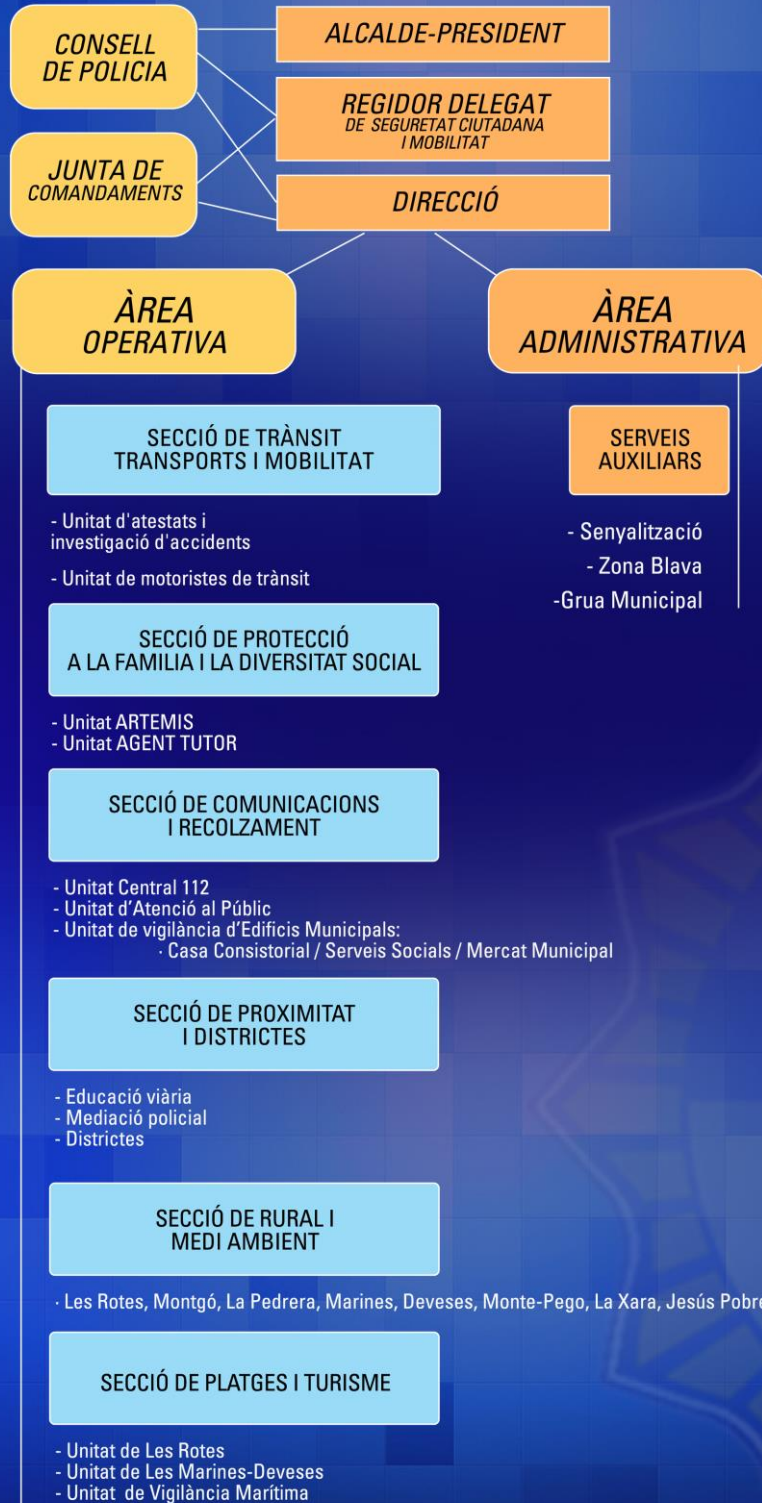 CONSELL
DE POLICIA
ALCALDE-PRESIDENT
REGIDOR DELEGAT
DE SEGURETAT CIUTADANA
I MOBILITAT
JUNTA DE
COMANDAMENTS
DIRECCIÓ
ÀREA
OPERATIVA
ÀREA
ADMINISTRATIVA
SECCIÓ DE TRÀNSIT
TRANSPORTS I MOBILITAT
- Unitat d'atestats i
investigació d'accidents
- Unitat de motoristes de trànsit
SERVEIS
AUXILIARS
- Senyalització
- Zona Blava
-Grua Municipal
SECCIÓ DE PROTECCIÓ
A LA FAMILIA I LA DIVERSITAT SOCIAL
- Unitat ARTEMIS
- Unitat AGENT TUTOR
SECCIÓ DE COMUNICACIONS
I RECOLZAMENT
- Unitat Central 112
- Unitat d’Atenció al Públic
- Unitat de vigilància d’Edificis Municipals:
· Casa Consistorial / Serveis Socials / Mercat Municipal
SECCIÓ DE PROXIMITAT
I DISTRICTES
- Educació viària
- Mediació policial
- Districtes
SECCIÓ DE RURAL I
MEDI AMBIENT
· Les Rotes, Montgó, La Pedrera, Marines, Deveses, Monte-Pego, La Xara, Jesús Pobre
SECCIÓ DE PLATGES I TURISME
- Unitat de Les Rotes
- Unitat de Les Marines-Deveses
- Unitat de Vigilància Marítima